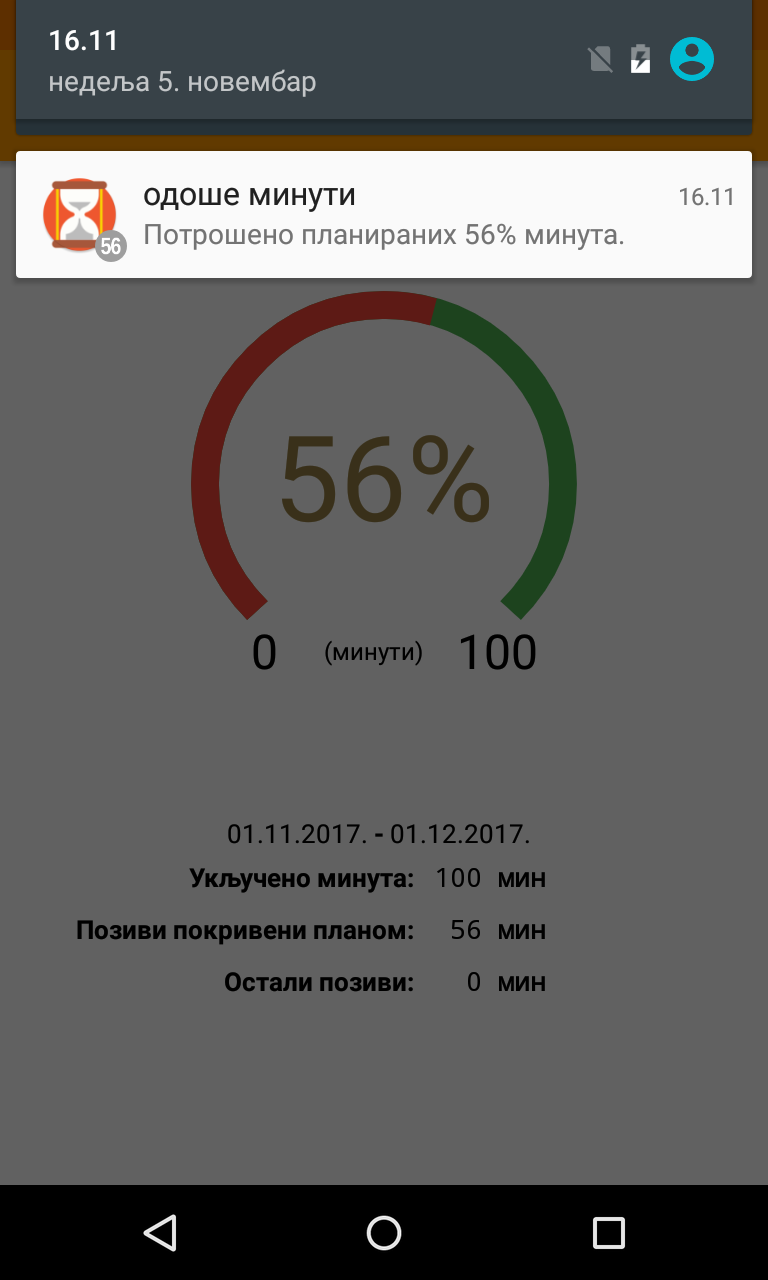 16.11
недеља 5. новембар
одоше минути 16.11
56 Потрошено планираних 56% минута.
56%
0 (минути) 100
01.11.2017. - 01.12.2017.
Укључено минута: 100 мин
Позиви покривени планом: 56 мин
Остали позиви: 0 мин